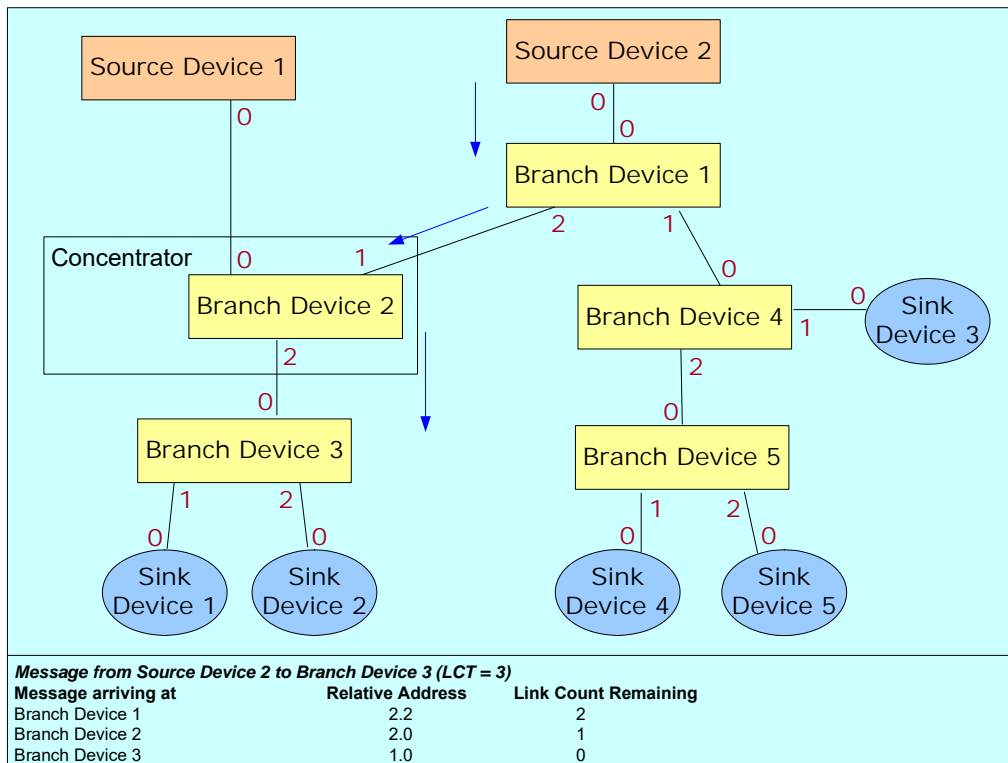 Source Device 1
Source Device 2
0
0
0
Branch Device 1
2
1
Concentrator
0
1
Branch Device 2
2
0
Branch Device 4
1
2
0
Sink
Device 3
0
Branch Device 3
1
2
0
Branch Device 5
1
2
0
0
Sink
Device 1
Sink
Device 2
0
0
Sink
Device 4
Sink
Device 5
Message from Source Device 2 to Branch Device 3 (LCT = 3)
Message arriving at Relative Address Link Count Remaining
Branch Device 1 2.2 2
Branch Device 2 2.0 1
Branch Device 3 1.0 0